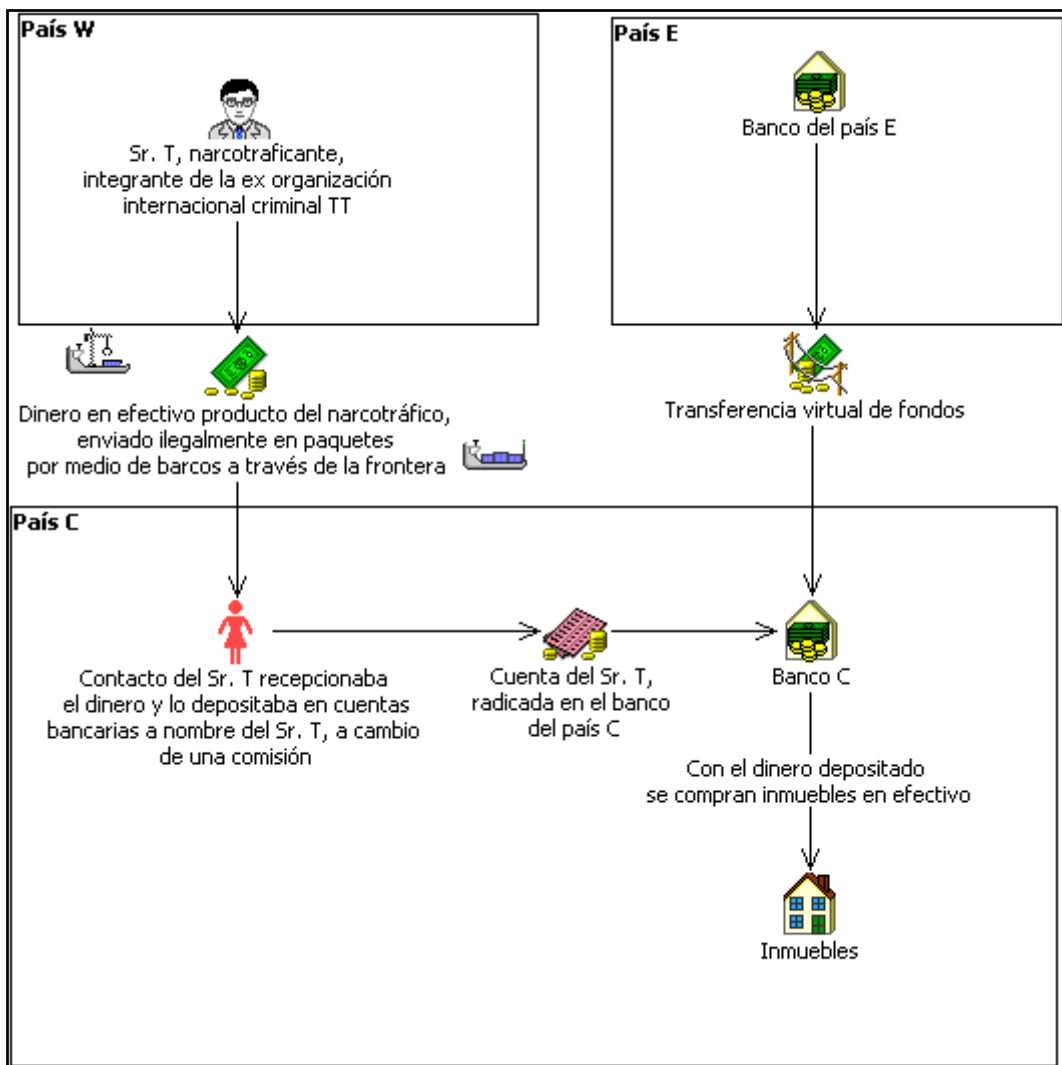 País W
Sr. T, narcotraficante,
integrante de la ex organización
internacional criminal TT
País E
Banco del país E
Dinero en efectivo producto del narcotráfico,
enviado ilegalmente en paquetes
por medio de barcos a través de la frontera
Transferencia virtual de fondos
País C
Contacto del Sr. T recepcionaba
el dinero y lo depositaba en cuentas
bancarias a nombre del Sr. T, a cambio
de una comisión
Cuenta del Sr. T,
radicada en el banco
del país C
Banco C
Con el dinero depositado
se compran inmuebles en efectivo
Inmuebles